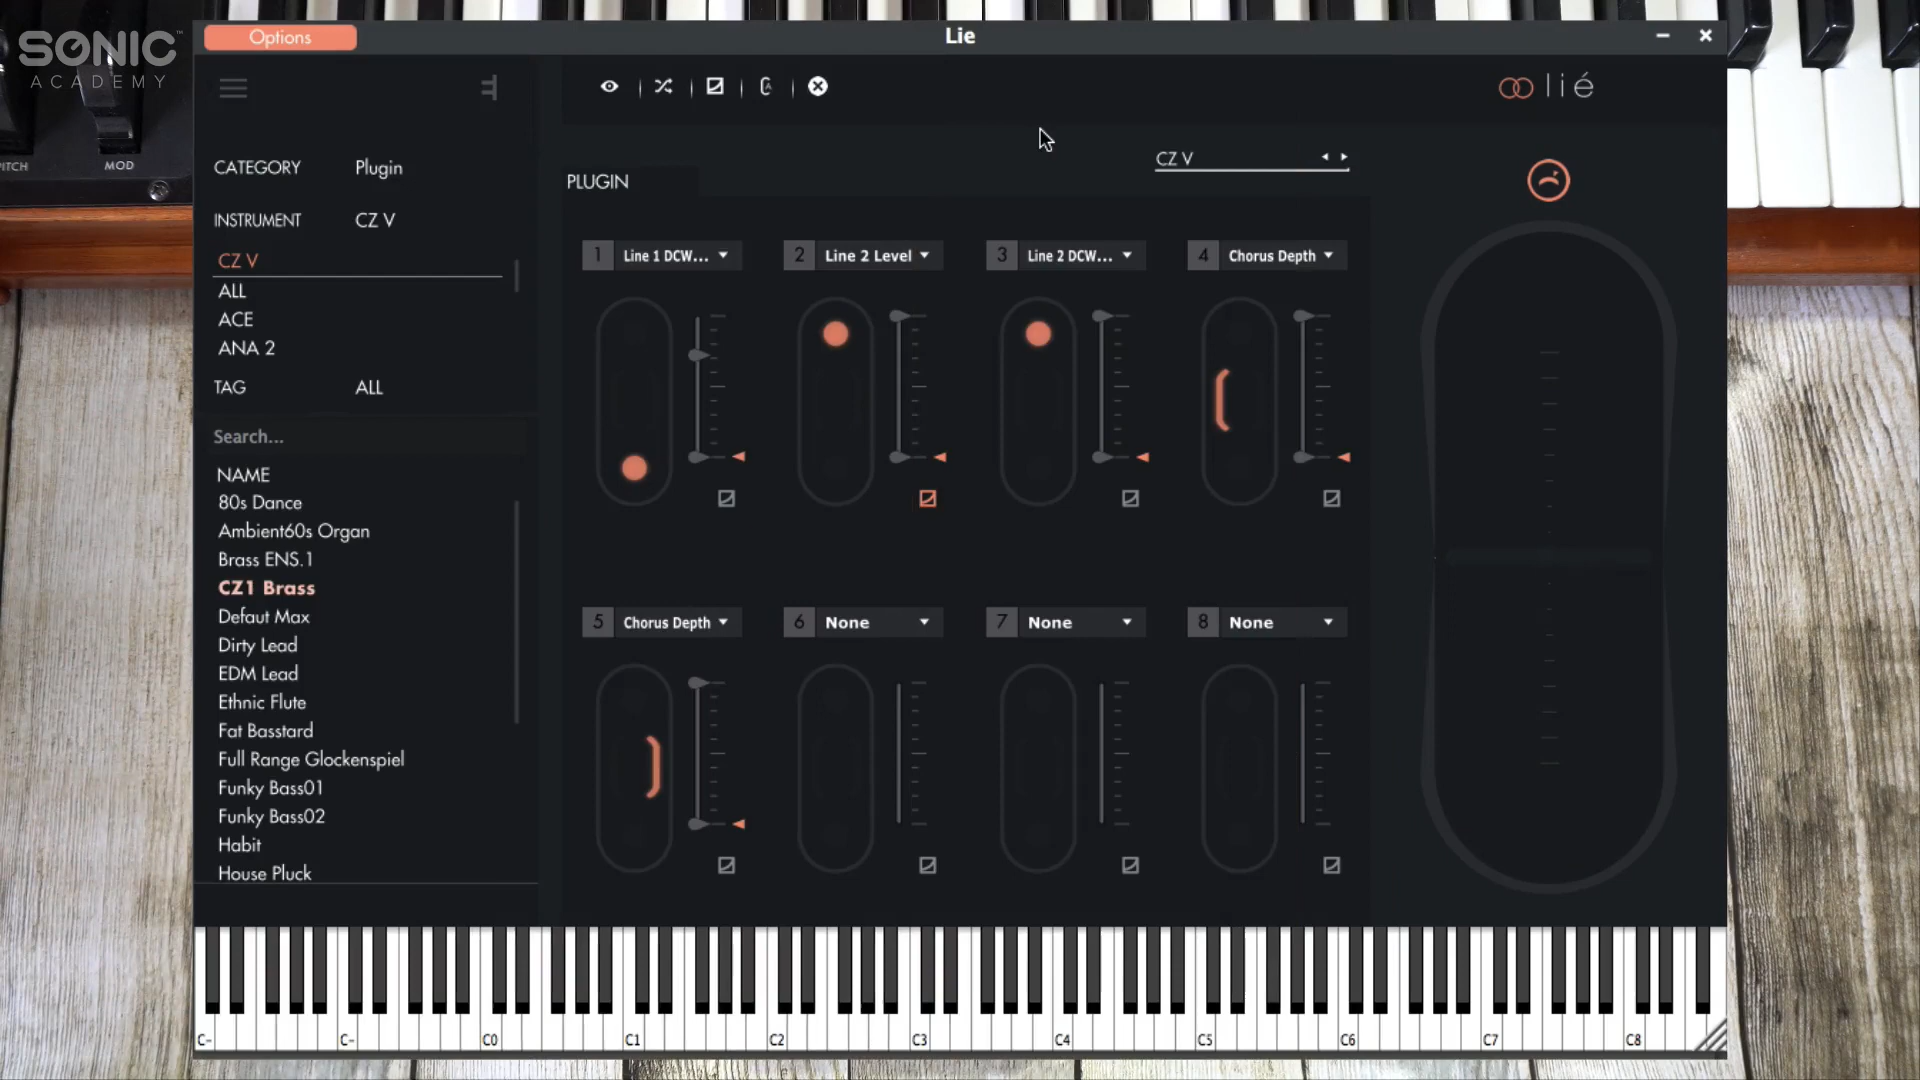 SONIC
ACADEMY
Options
Lie
lié
PITCH
MOD
CATEGORY Plugin
INSTRUMENT CZ V
CZ V
ALL
ACE
ANA 2
TAG ALL
Search...
NAME
80s Dance
Ambient60s Organ
Brass ENS.1
CZ1 Brass
Defaut Max
Dirty Lead
EDM Lead
Ethnic Flute
Fat Basstard
Full Range Glockenspiel
Funky Bass01
Funky Bass02
Habit
House Pluck
CZ V
PLUGIN
1 Line 1 DCW...
2 Line 2 Level
3 Line 2 DCW...
4 Chorus Depth
5 Chorus Depth
6 None
7 None
8 None
C- C- C0 C1 C2 C3 C4 C5 C6 C7 C8